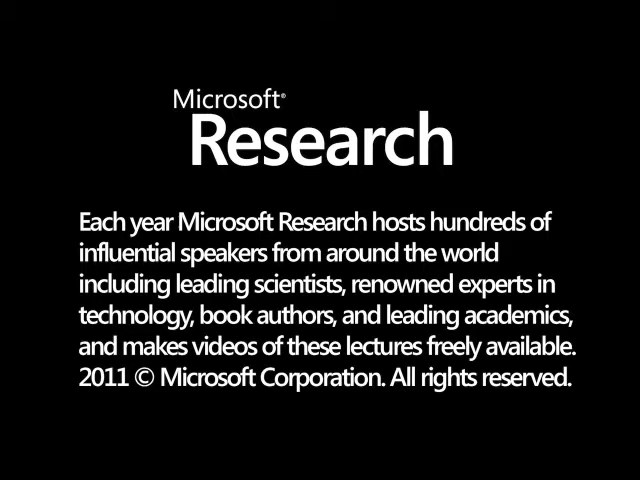 Microsoft®
Research
Each year Microsoft Research hosts hundreds of
influential speakers from around the world
including leading scientists, renowned experts in
technology, book authors, and leading academics,
and makes videos of these lectures freely available.
2011 © Microsoft Corporation. All rights reserved.